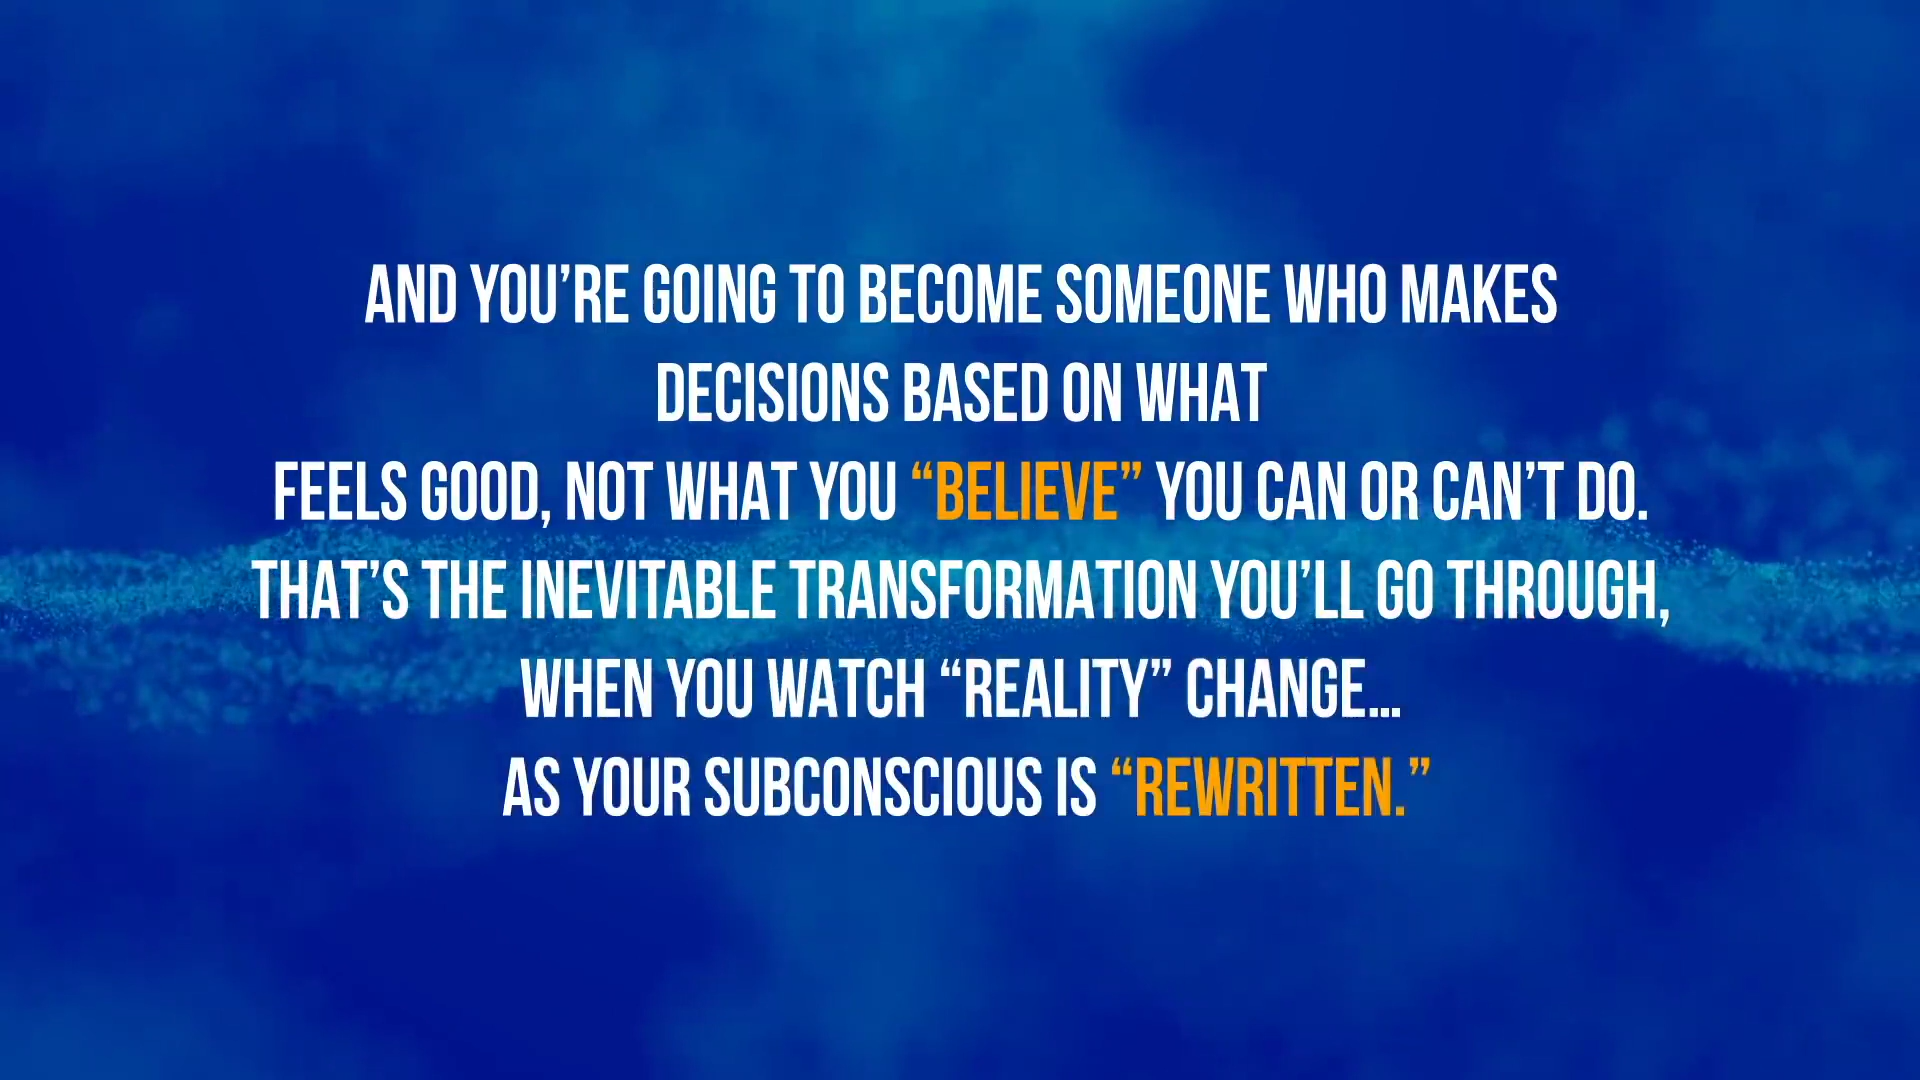 AND YOU’RE GOING TO BECOME SOMEONE WHO MAKES
DECISIONS BASED ON WHAT
FEELS GOOD, NOT WHAT YOU “BELIEVE” YOU CAN OR CAN’T DO.
THAT’S THE INEVITABLE TRANSFORMATION YOU’LL GO THROUGH,
WHEN YOU WATCH “REALITY” CHANGE...
AS YOUR SUBCONSCIOUS IS “REWRITTEN.”